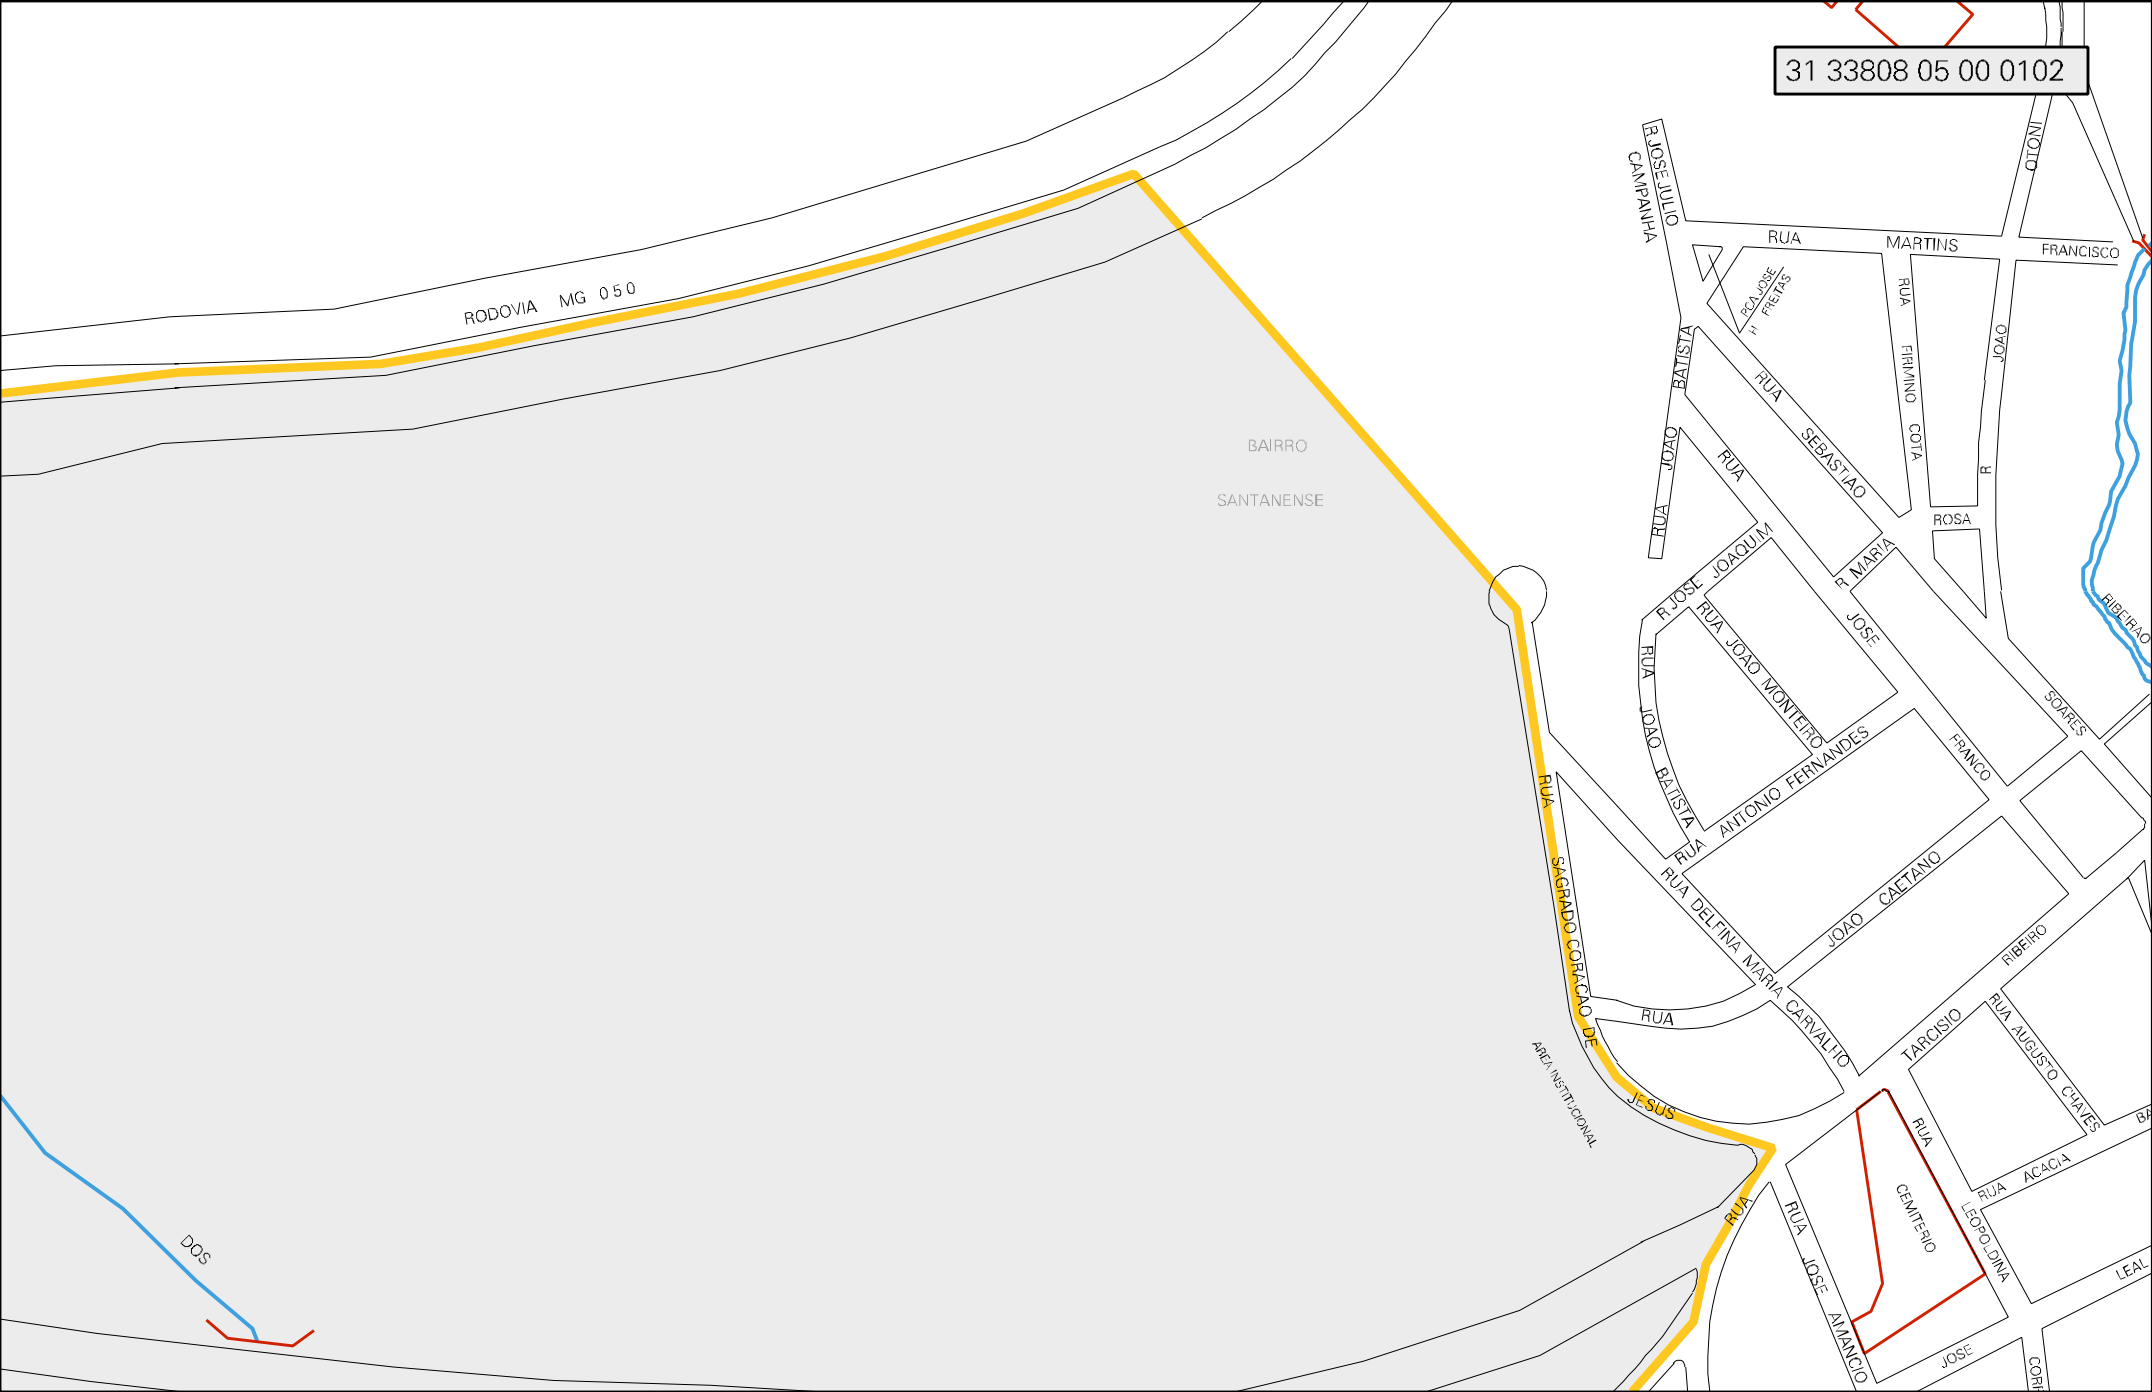 31 33808 05 00 0102
OTONI
R JOSE JULIO
CAMPANHA
RUA MARTINS FRANCISCO
PCA JOSE
H FREITAS
RODOVIA MG 050
RUA FIRMINO COTA
R JOAO
RUA JOAO BATISTA
RUA SEBASTIAO SOARES
RUA JOSE FRANCO
BAIRRO
SANTANENSE
ROSA
R MARIA
R JOSE JOAQUIM
RIBEIRAO
RUA JOAO MONTEIRO
RUA JOAO BATISTA
RUA ANTONIO FERNANDES
RUA SAGRADO CORACAO DE JESUS
RUA DELFINA MARIA CARVALHO
RUA JOAO CAETANO
RUA TARCISIO RIBEIRO
RUA AUGUSTO CHAVES
AREA INSTITUCIONAL
RUA LEOPOLDINA
RUA ACACIA
BA
CEMITERIO
RUA JOSE AMANCIO
JOSE LEAL
DOS